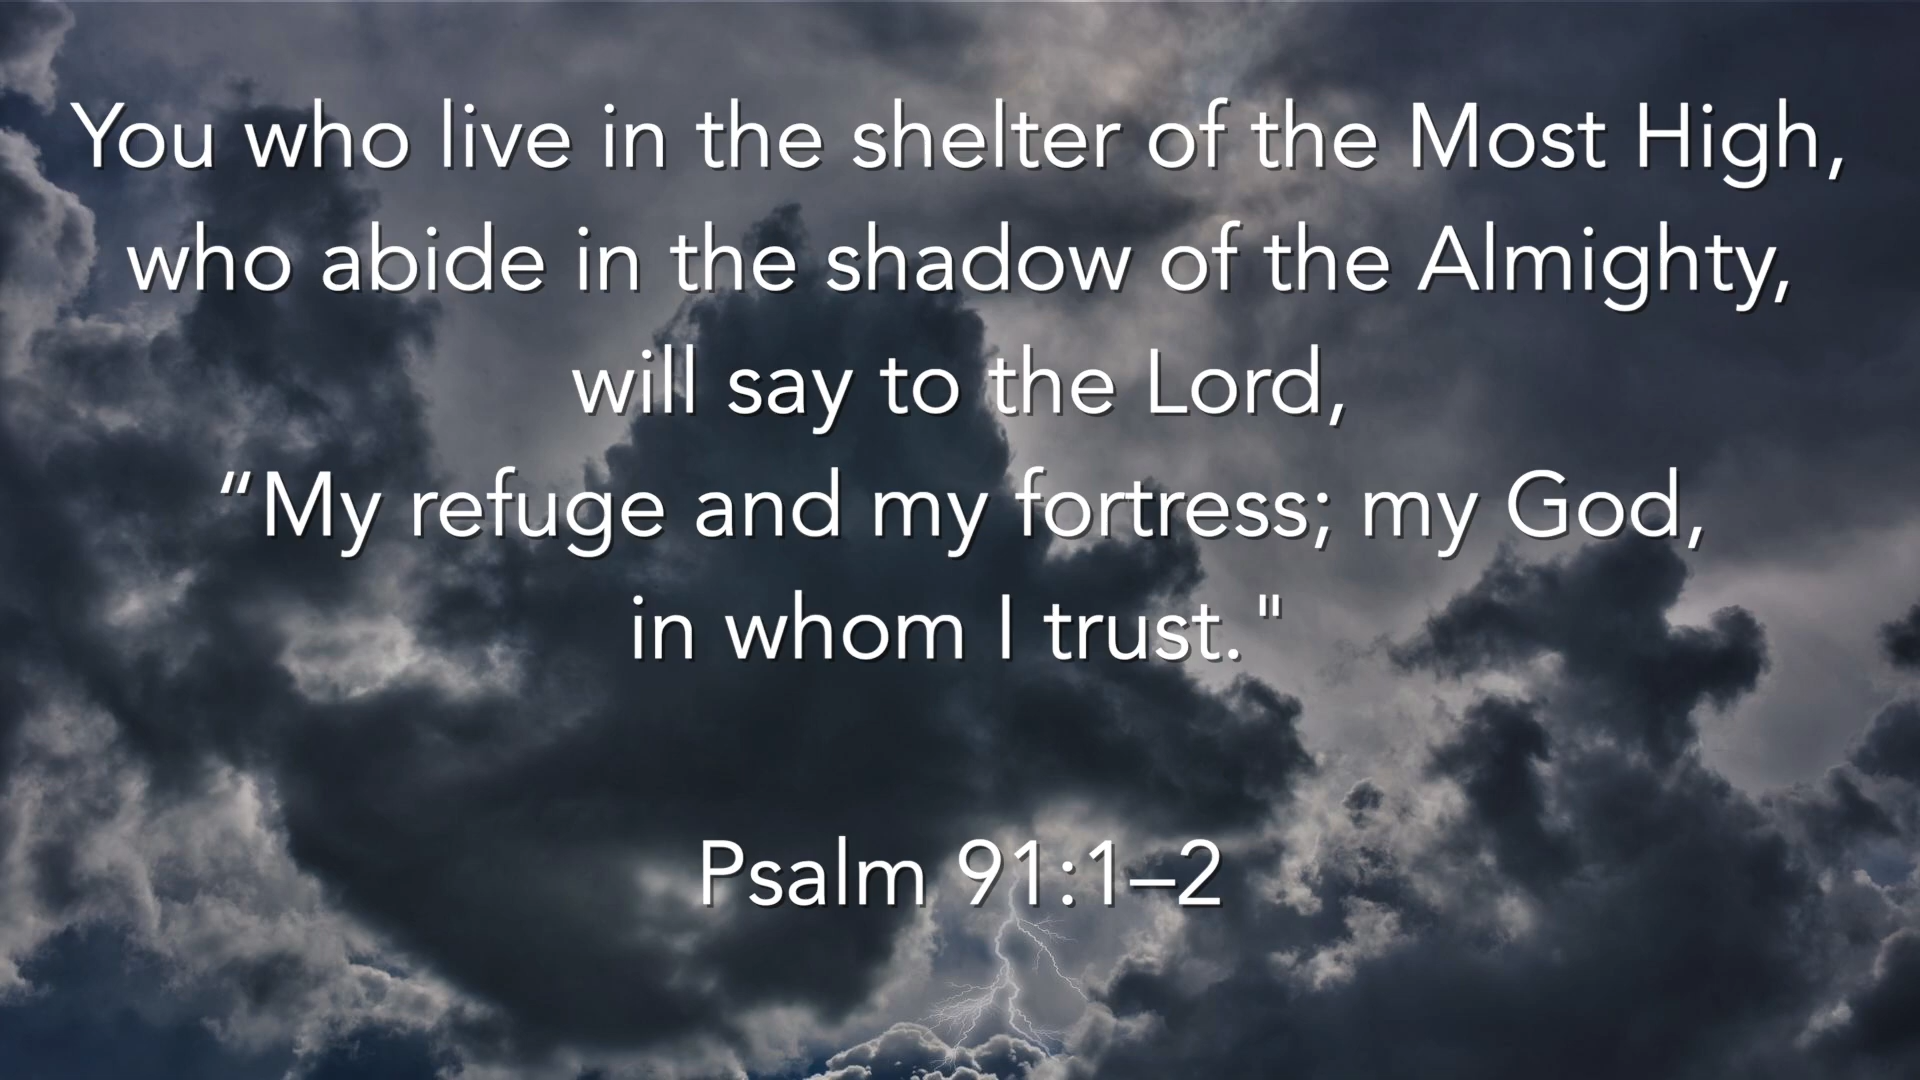 You who live in the shelter of the Most High,
who abide in the shadow of the Almighty,
will say to the Lord,
“My refuge and my fortress; my God,
in whom I trust."
Psalm 91:1–2